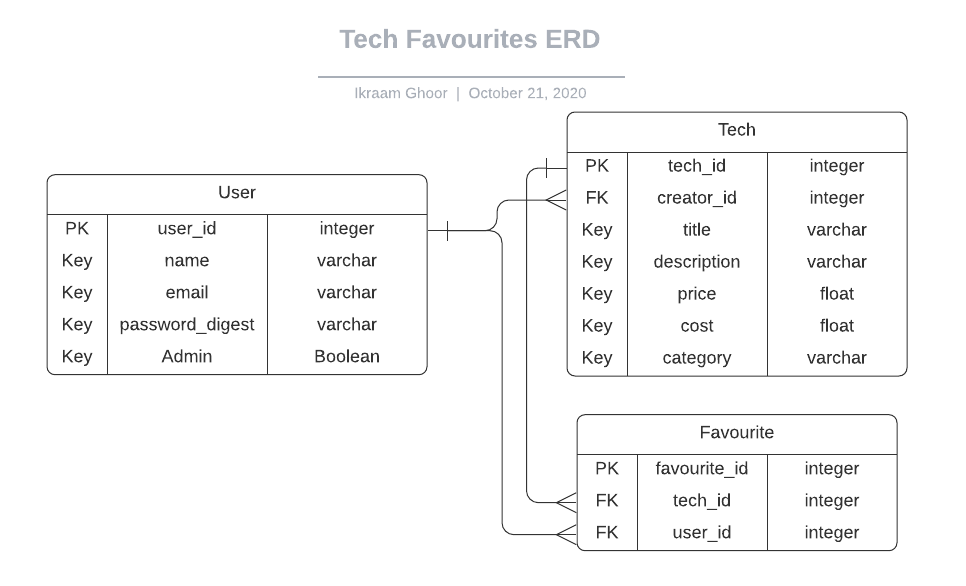 Tech Favourites ERD
Ikraam Ghoor | October 21, 2020
User
PK user_id integer
Key name varchar
Key email varchar
Key password_digest varchar
Key Admin Boolean
Tech
PK tech_id integer
FK creator_id integer
Key title varchar
Key description varchar
Key price float
Key cost float
Key category varchar
Favourite
PK favourite_id integer
FK tech_id integer
FK user_id integer